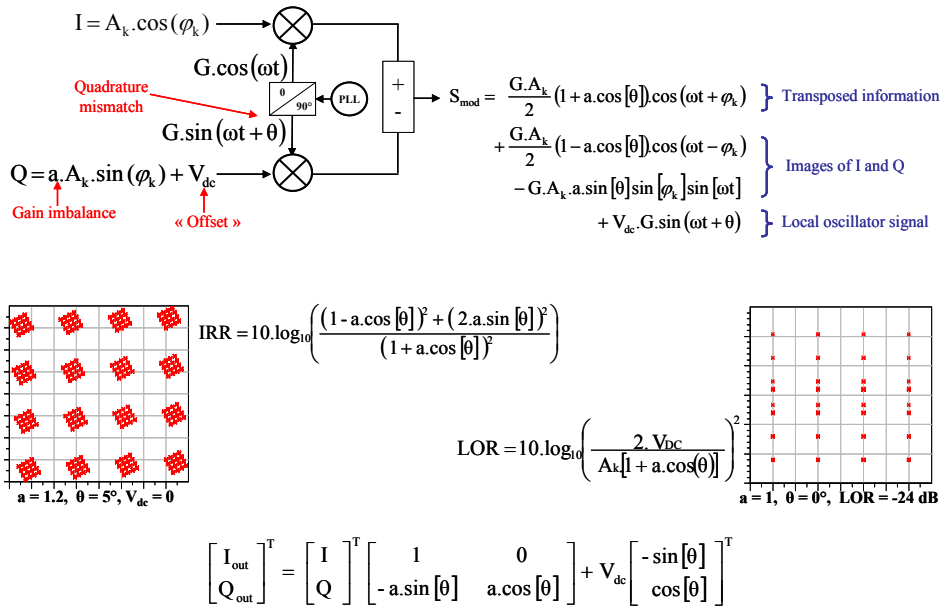 I = A_k.cos(φ_k)
G.cos(ωt)
Quadrature mismatch
0
90°
PLL
G.sin(ωt + θ)
+
-
Q = a.A_k.sin(φ_k) + V_dc
Gain imbalance
« Offset »
S_mod = G.A_k/2 (1 + a.cos[θ]).cos(ωt + φ_k)
Transposed information
+ G.A_k/2 (1 - a.cos[θ]).cos(ωt - φ_k)
Images of I and Q
- G.A_k.a.sin[θ]sin[φ_k]sin[ωt]
+ V_dc.G.sin(ωt + θ)
Local oscillator signal
IRR = 10.log10( ((1 - a.cos[θ])² + (2.a.sin[θ])²) / (1 + a.cos[θ])² )
LOR = 10.log10( 2.V_DC / A_k.[1 + a.cos(θ)] )²
a = 1.2, θ = 5°, V_dc = 0
a = 1, θ = 0°, LOR = -24 dB
[I_out Q_out]^T = [I Q]^T [1 0 -a.sin[θ] a.cos[θ]] + V_dc [-sin[θ] cos[θ]]^T